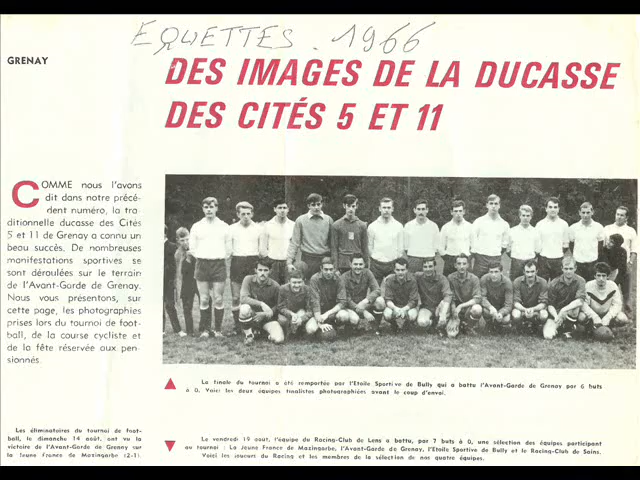 EQUETTES. 1966
GRENAY
DES IMAGES DE LA DUCASSE
DES CITÉS 5 ET 11
COMME nous l'avons
dit dans notre précé-
dent numéro, la tra-
ditionnelle ducasse des Cités
5 et 11 de Grenay a connu un
beau succès. De nombreuses
manifestations sportives se
sont déroulées sur le terrain
de l'Avant-Garde de Grenay.
Nous vous présentons, sur
cette page, les photographies
prises lors du tournoi de foot-
ball, de la course cycliste et
de la fête réservée aux pen-
sionnés.
La finale du tournoi a été remportée par l'Etoile Sportive de Bully qui a battu l'Avant-Garde de Grenay par 6 buts
à 0. Voici les deux équipes finalistes photographiées avant le coup d'envoi.
Les éliminatoires du tournoi de foot-
ball, le dimanche 14 août, ont vu la
victoire de l'Avant-Garde de Grenay sur
la Jeune France de Mazingarbe (2-1).
Le vendredi 19 août, l'équipe du Racing-Club de Lens a battu, par 7 buts à 0, une sélection des équipes participant
au tournoi : La Jeune France de Mazingarbe, l'Avant-Garde de Grenay, l'Etoile Sportive de Bully et le Racing-Club de Sains.
Voici les joueurs du Racing et les membres de la sélection de nos quatre équipes.